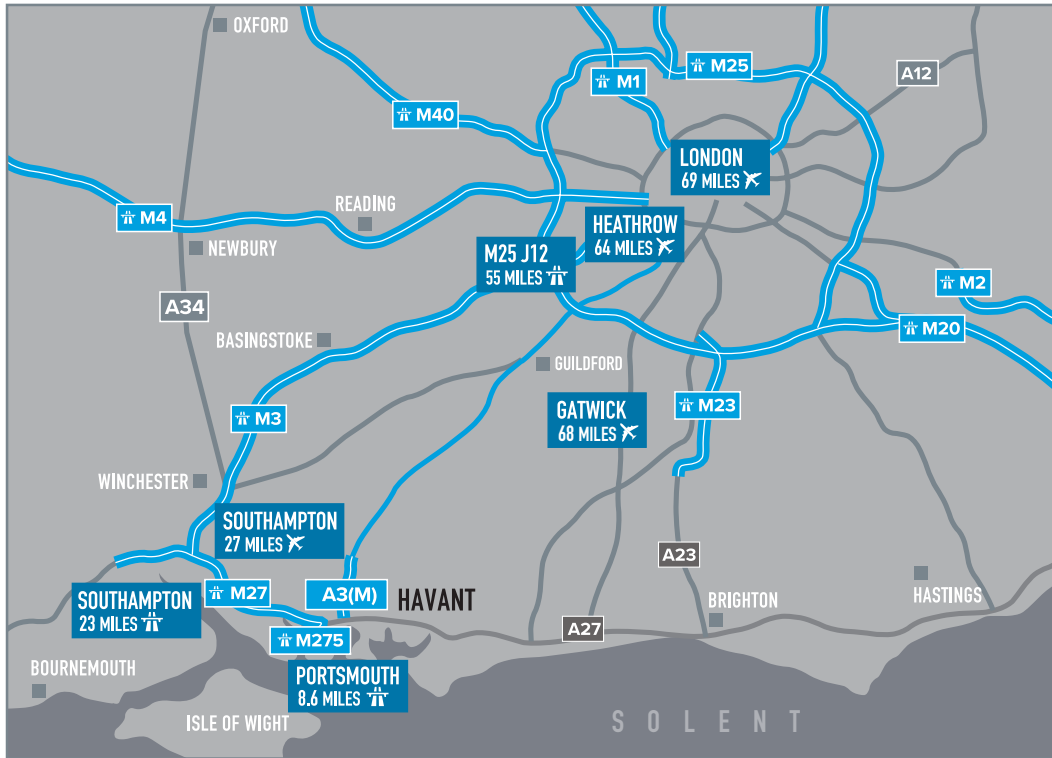 OXFORD
M1
M25
A12
M40
LONDON
69 MILES
READING
M4
HEATHROW
64 MILES
NEWBURY
M25 J12
55 MILES
M2
A34
M20
BASINGSTOKE
GUILDFORD
GATWICK
68 MILES
M23
M3
WINCHESTER
SOUTHAMPTON
27 MILES
A23
HASTINGS
SOUTHAMPTON
23 MILES
M27
A3(M)
HAVANT
BRIGHTON
A27
M275
BOURNEMOUTH
PORTSMOUTH
8.6 MILES
ISLE OF WIGHT
SOLENT